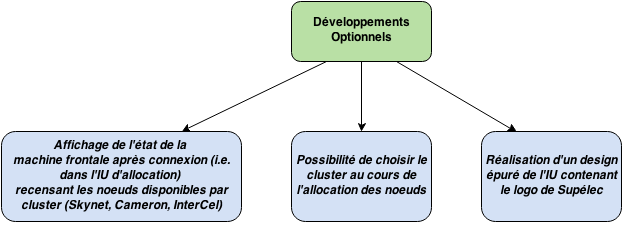 Développements
Optionnels
Affichage de l'état de la
machine frontale après connexion (i.e.
dans l'IU d'allocation)
recensant les noeuds disponibles par
cluster (Skynet, Cameron, InterCel)
Possibilité de choisir le
cluster au cours de
l'allocation des noeuds
Réalisation d'un design
épuré de l'IU contenant
le logo de Supélec